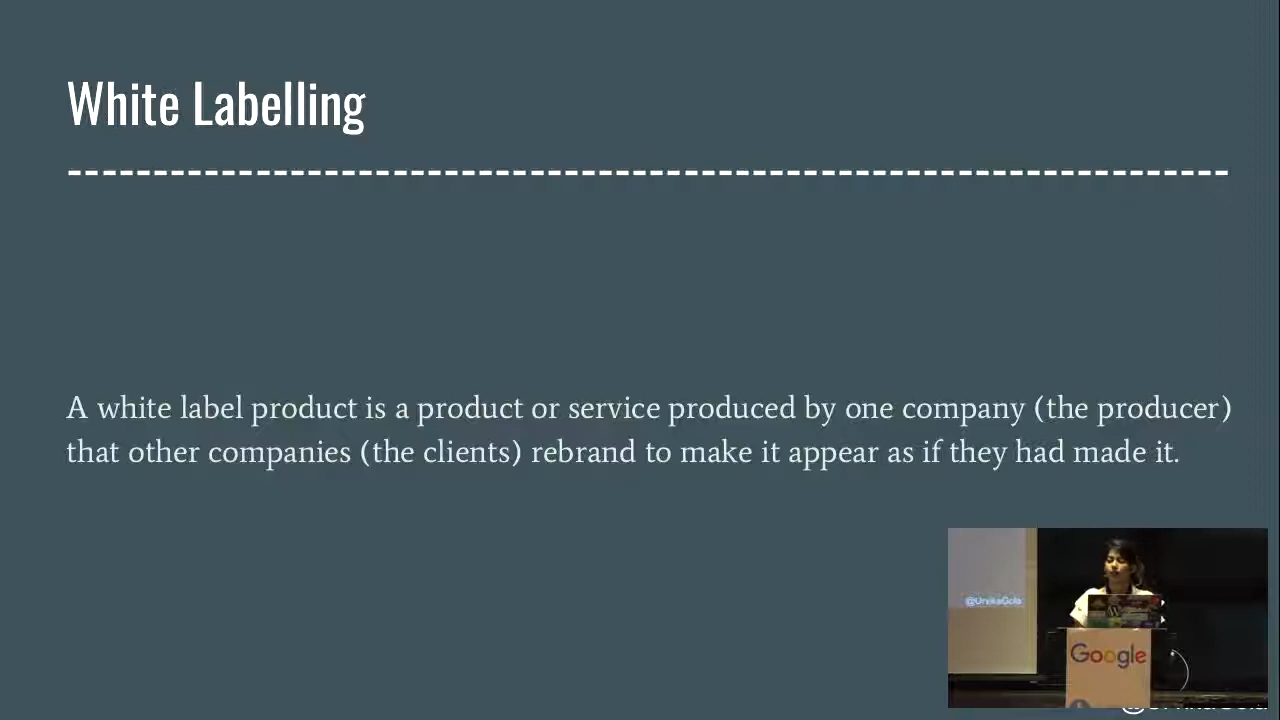 White Labelling
A white label product is a product or service produced by one company (the producer)
that other companies (the clients) rebrand to make it appear as if they had made it.
@UrvikaGola
Google